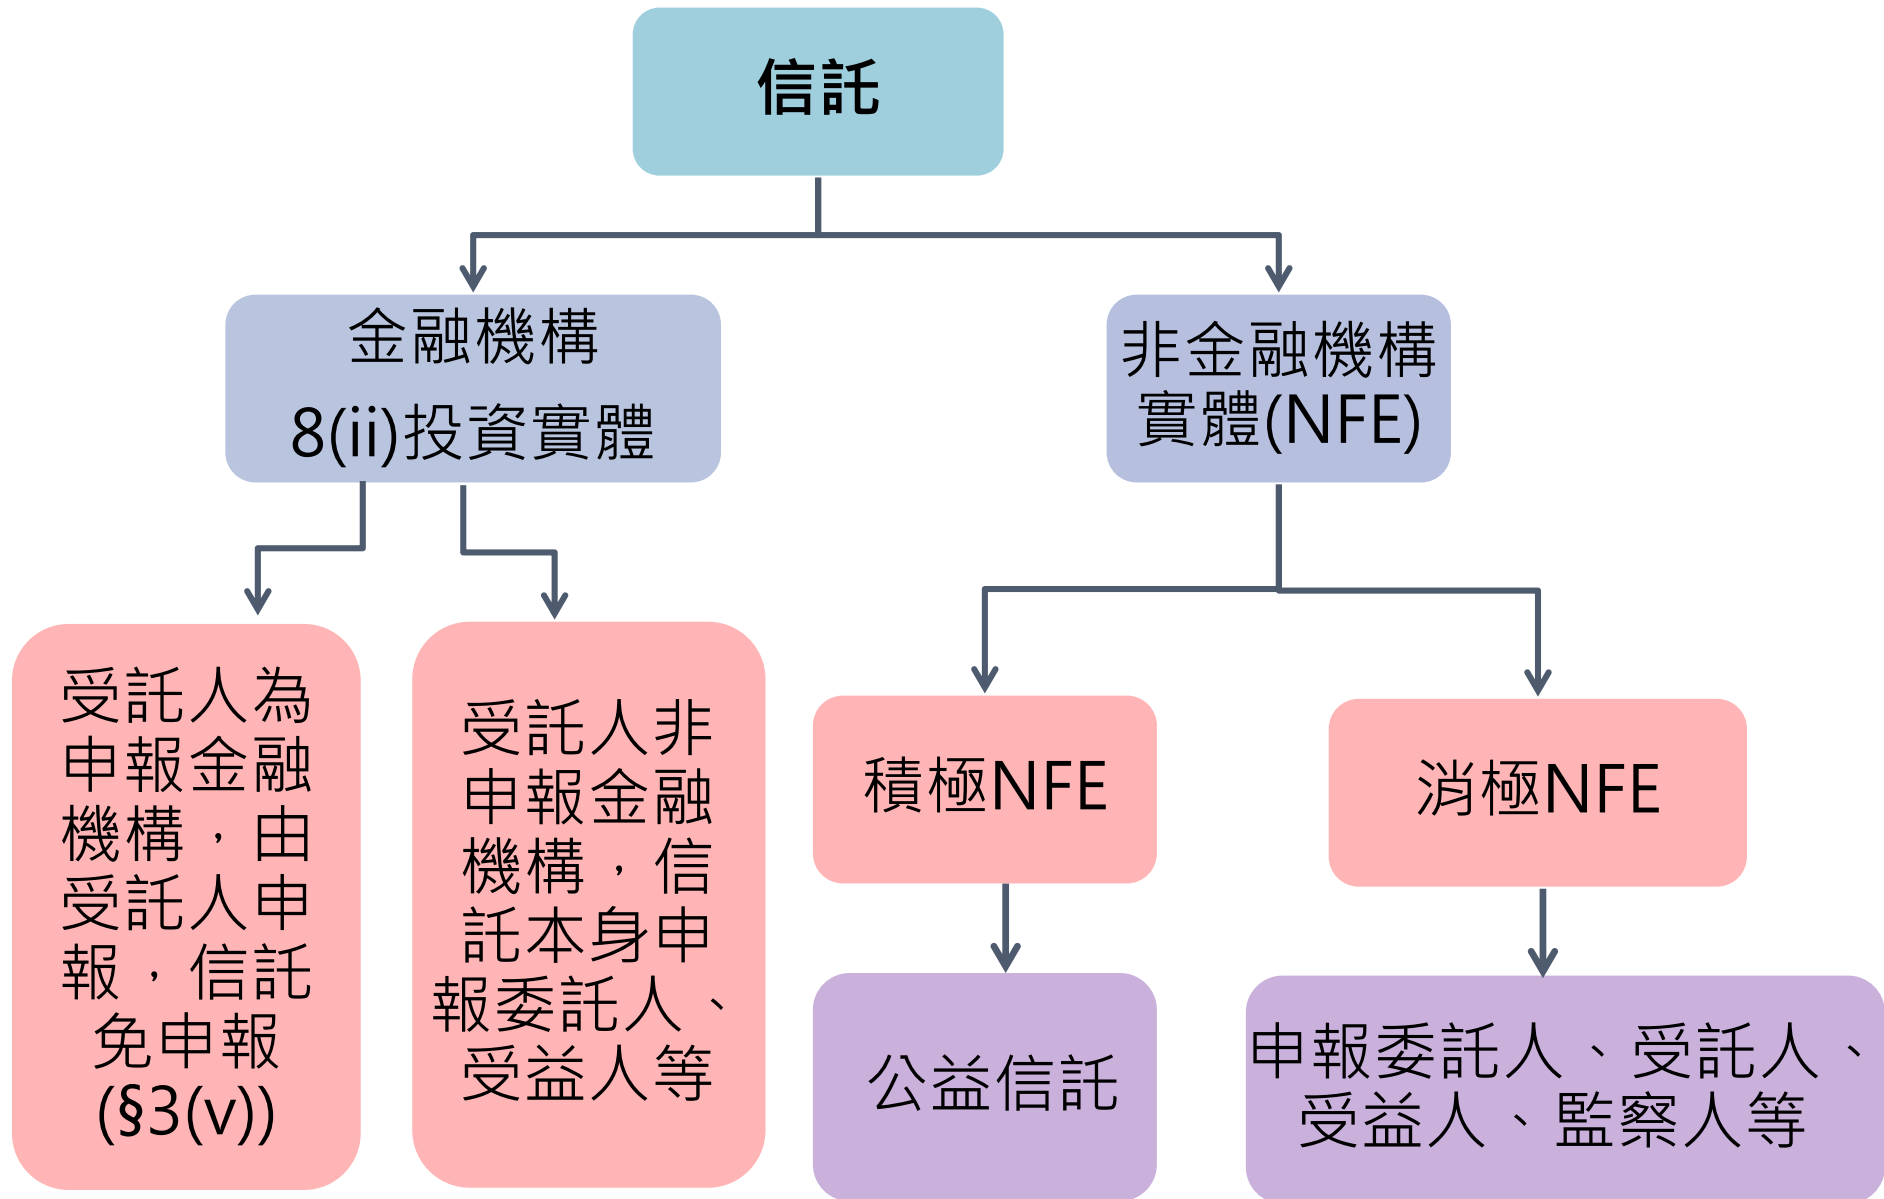 信託
金融機構
8(ii)投資實體
非金融機構
實體(NFE)
受託人為
申報金融
機構，由
受託人申
報，信託
免申報
(§3(v))
受託人非
申報金融
機構，信
託本身申
報委託人、
受益人等
積極NFE
消極NFE
公益信託
申報委託人、受託人、
受益人、監察人等